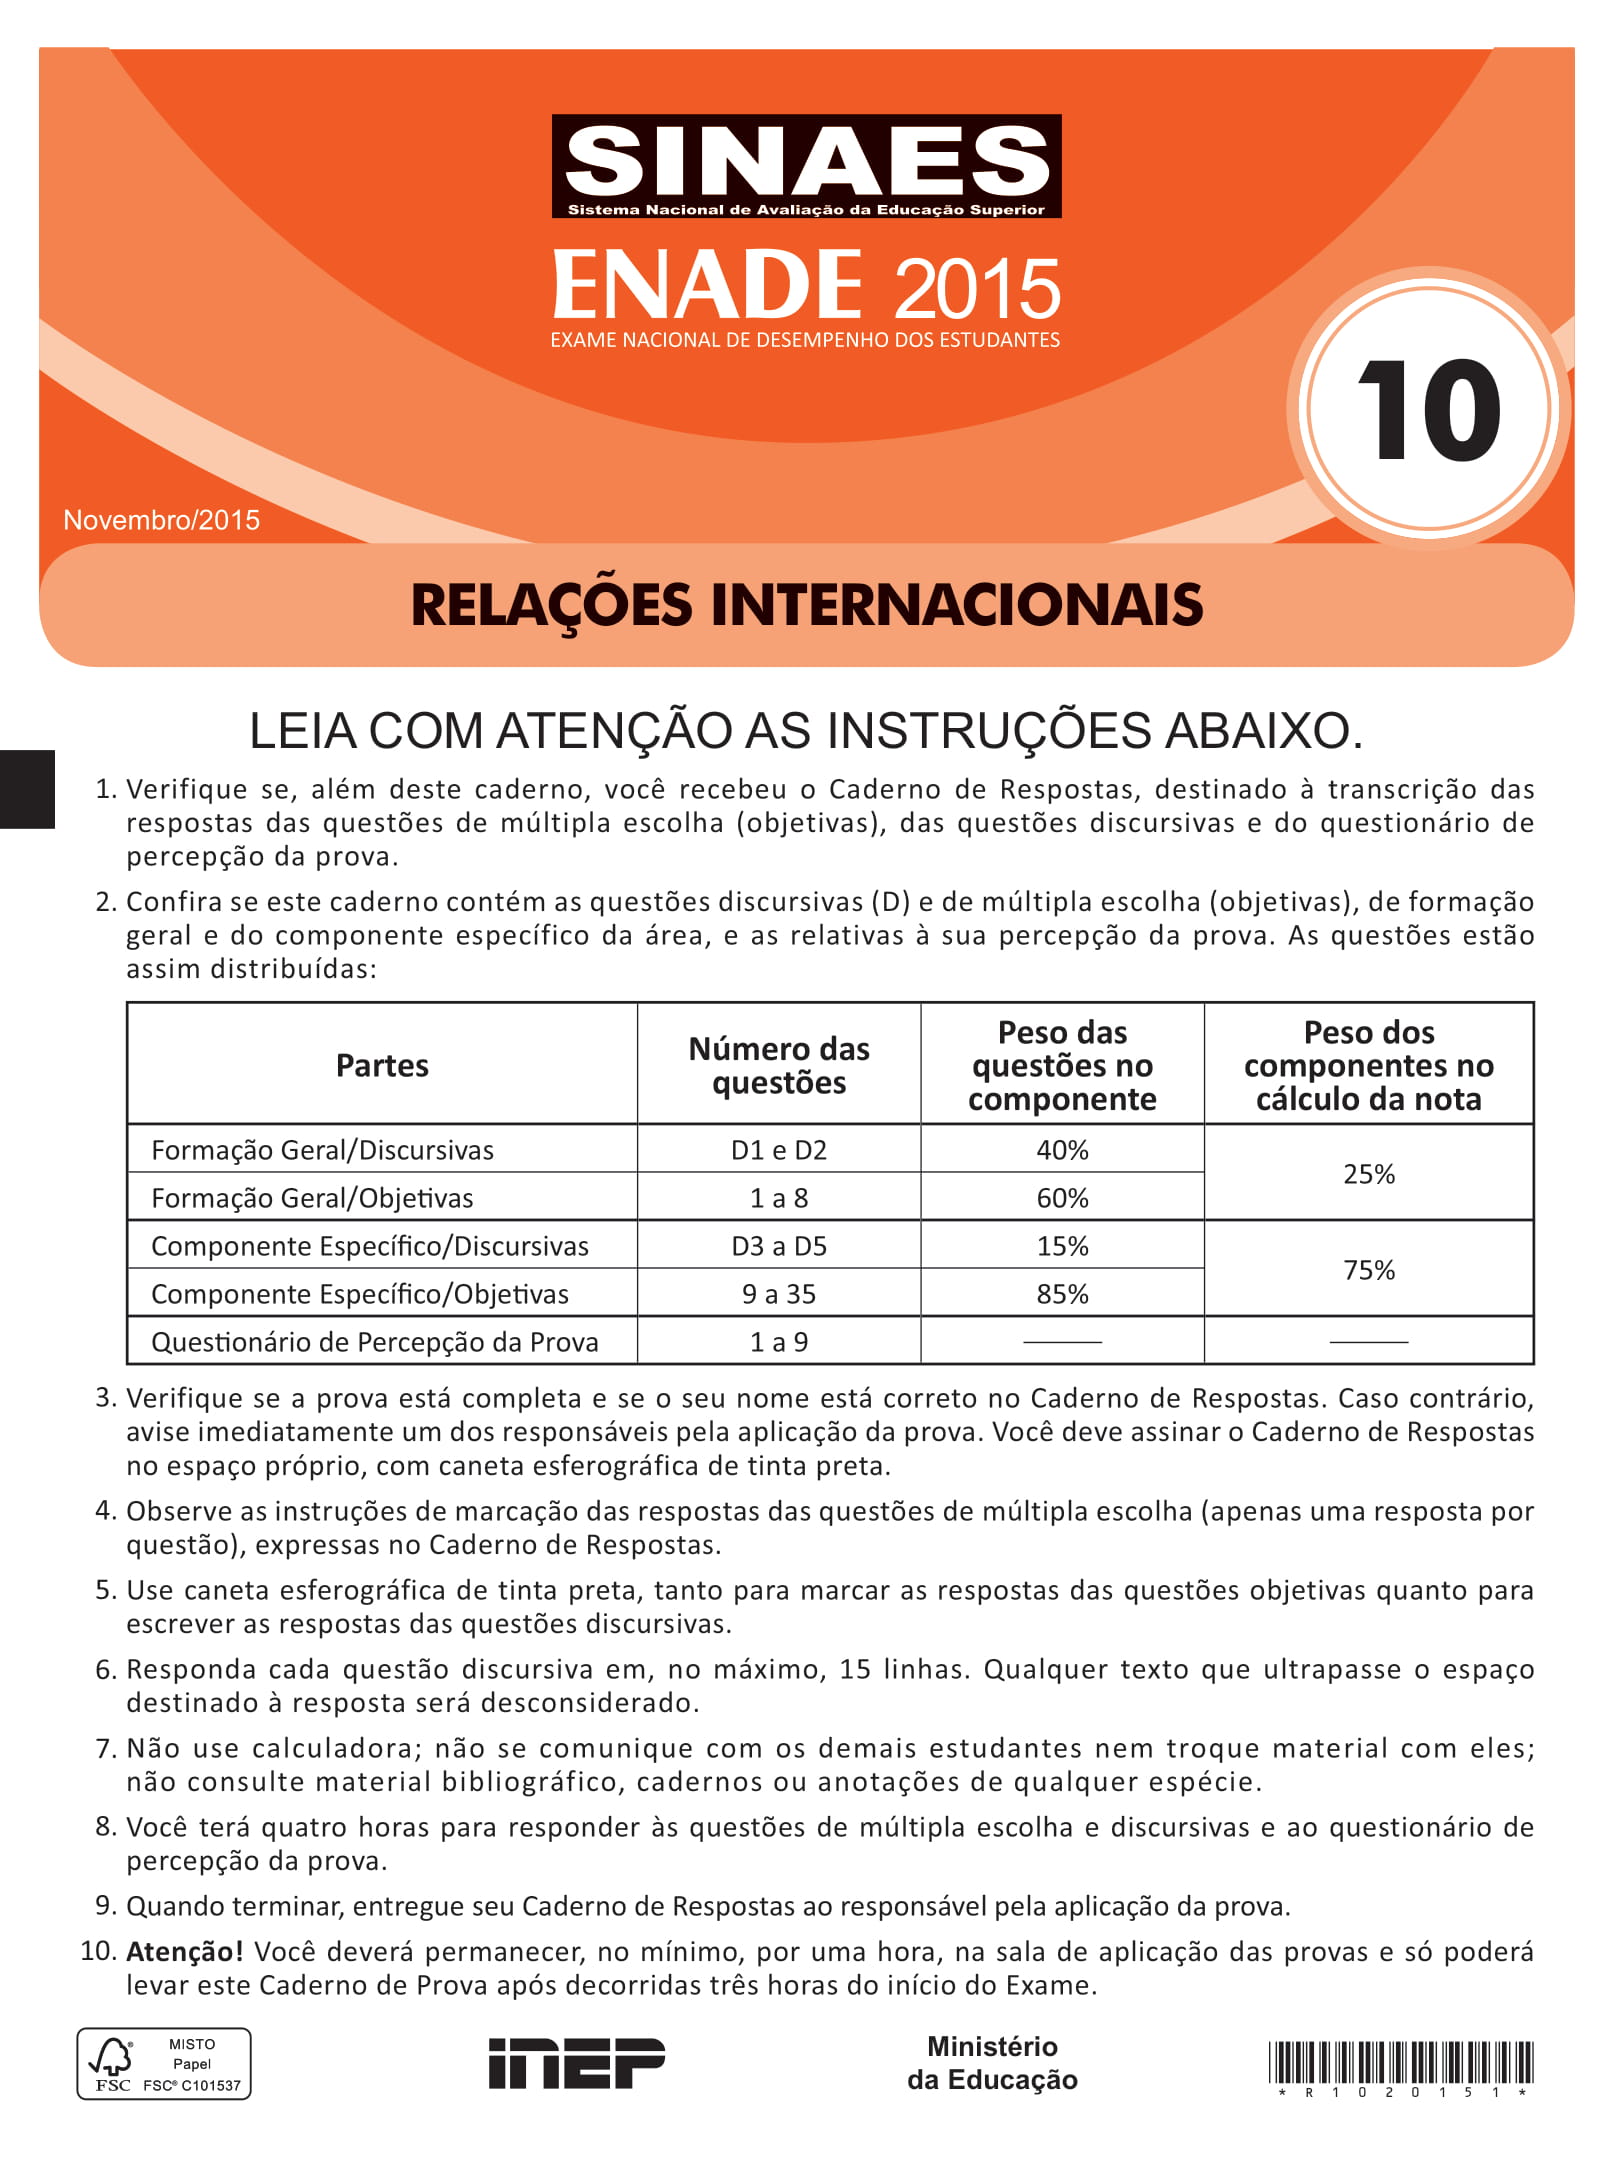 SINAES
Sistema Nacional de Avaliação da Educação Superior
ENADE 2015
EXAME NACIONAL DE DESEMPENHO DOS ESTUDANTES
10
Novembro/2015
RELAÇÕES INTERNACIONAIS
LEIA COM ATENÇÃO AS INSTRUÇÕES ABAIXO.
1. Verifique se, além deste caderno, você recebeu o Caderno de Respostas, destinado à transcrição das
respostas das questões de múltipla escolha (objetivas), das questões discursivas e do questionário de
percepção da prova.
2. Confira se este caderno contém as questões discursivas (D) e de múltipla escolha (objetivas), de formação
geral e do componente específico da área, e as relativas à sua percepção da prova. As questões estão
assim distribuídas:
Partes
Número das
questões
Peso das
questões no
componente
Peso dos
componentes no
cálculo da nota
Formação Geral/Discursivas D1 e D2 40%
25%
Formação Geral/Objetivas 1 a 8 60%
Componente Específico/Discursivas D3 a D5 15%
75%
Componente Específico/Objetivas 9 a 35 85%
Questionário de Percepção da Prova 1 a 9
3. Verifique se a prova está completa e se o seu nome está correto no Caderno de Respostas. Caso contrário,
avise imediatamente um dos responsáveis pela aplicação da prova. Você deve assinar o Caderno de Respostas
no espaço próprio, com caneta esferográfica de tinta preta.
4. Observe as instruções de marcação das respostas das questões de múltipla escolha (apenas uma resposta por
questão), expressas no Caderno de Respostas.
5. Use caneta esferográfica de tinta preta, tanto para marcar as respostas das questões objetivas quanto para
escrever as respostas das questões discursivas.
6. Responda cada questão discursiva em, no máximo, 15 linhas. Qualquer texto que ultrapasse o espaço
destinado à resposta será desconsiderado.
7. Não use calculadora; não se comunique com os demais estudantes nem troque material com eles;
não consulte material bibliográfico, cadernos ou anotações de qualquer espécie.
8. Você terá quatro horas para responder às questões de múltipla escolha e discursivas e ao questionário de
percepção da prova.
9. Quando terminar, entregue seu Caderno de Respostas ao responsável pela aplicação da prova.
10. Atenção! Você deverá permanecer, no mínimo, por uma hora, na sala de aplicação das provas e só poderá
levar este Caderno de Prova após decorridas três horas do início do Exame.
MISTO
Papel
FSC® C101537
® FSC
INEP
Ministério
da Educação
* R 1 0 2 0 1 5 1 *